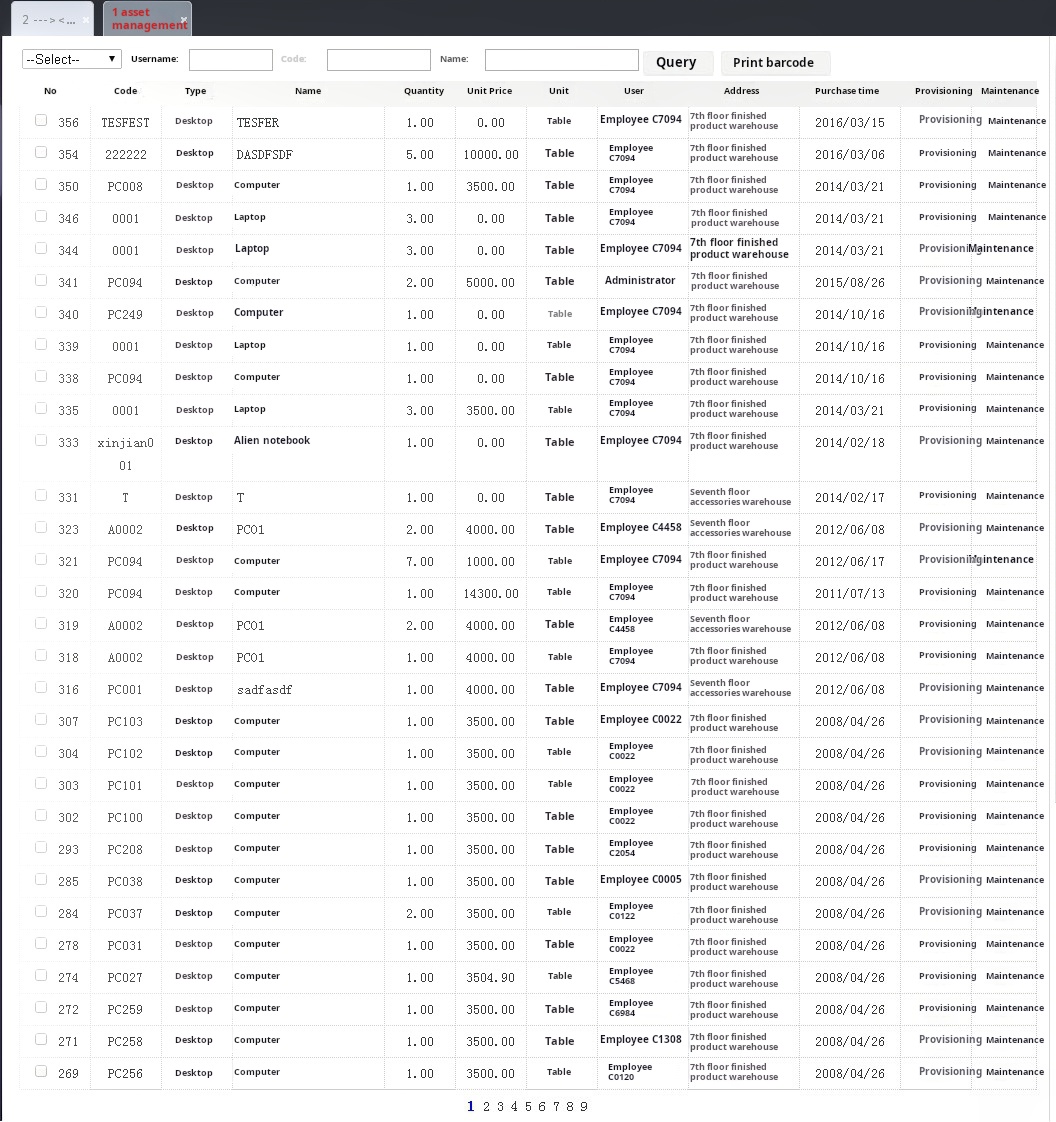 2 ---> <...
1 asset management
--Select-- Username: Code: Name: Query Print barcode
No Code Type Name Quantity Unit Price Unit User Address Purchase time Provisioning Maintenance
356 TESFEST Desktop TESFER 1.00 0.00 Table Employee C7094 7th floor finished product warehouse 2016/03/15 Provisioning Maintenance
354 222222 Desktop DASDFSDF 5.00 10000.00 Table Employee C7094 7th floor finished product warehouse 2016/03/06 Provisioning Maintenance
350 PC008 Desktop Computer 1.00 3500.00 Table Employee C7094 7th floor finished product warehouse 2014/03/21 Provisioning Maintenance
346 0001 Desktop Laptop 3.00 0.00 Table Employee C7094 7th floor finished product warehouse 2014/03/21 Provisioning Maintenance
344 0001 Desktop Laptop 3.00 0.00 Table Employee C7094 7th floor finished product warehouse 2014/03/21 Provisioning Maintenance
341 PC094 Desktop Computer 2.00 5000.00 Table Administrator 7th floor finished product warehouse 2015/08/26 Provisioning Maintenance
340 PC249 Desktop Computer 1.00 0.00 Table Employee C7094 7th floor finished product warehouse 2014/10/16 Provisioning Maintenance
339 0001 Desktop Laptop 1.00 0.00 Table Employee C7094 7th floor finished product warehouse 2014/10/16 Provisioning Maintenance
338 PC094 Desktop Computer 1.00 0.00 Table Employee C7094 7th floor finished product warehouse 2014/10/16 Provisioning Maintenance
335 0001 Desktop Laptop 3.00 3500.00 Table Employee C7094 7th floor finished product warehouse 2014/03/21 Provisioning Maintenance
333 xinjian001 Desktop Alien notebook 1.00 0.00 Table Employee C7094 7th floor finished product warehouse 2014/02/18 Provisioning Maintenance
331 T Desktop T 1.00 0.00 Table Employee C7094 Seventh floor accessories warehouse 2014/02/17 Provisioning Maintenance
323 A0002 Desktop PC01 2.00 4000.00 Table Employee C4458 Seventh floor accessories warehouse 2012/06/08 Provisioning Maintenance
321 PC094 Desktop Computer 7.00 1000.00 Table Employee C7094 7th floor finished product warehouse 2012/06/17 Provisioning Maintenance
320 PC094 Desktop Computer 1.00 14300.00 Table Employee C7094 7th floor finished product warehouse 2011/07/13 Provisioning Maintenance
319 A0002 Desktop PC01 2.00 4000.00 Table Employee C4458 Seventh floor accessories warehouse 2012/06/08 Provisioning Maintenance
318 A0002 Desktop PC01 1.00 4000.00 Table Employee C7094 7th floor finished product warehouse 2012/06/08 Provisioning Maintenance
316 PC001 Desktop sadfasdf 1.00 4000.00 Table Employee C7094 Seventh floor accessories warehouse 2012/06/08 Provisioning Maintenance
307 PC103 Desktop Computer 1.00 3500.00 Table Employee C0022 7th floor finished product warehouse 2008/04/26 Provisioning Maintenance
304 PC102 Desktop Computer 1.00 3500.00 Table Employee C0022 7th floor finished product warehouse 2008/04/26 Provisioning Maintenance
303 PC101 Desktop Computer 1.00 3500.00 Table Employee C0022 7th floor finished product warehouse 2008/04/26 Provisioning Maintenance
302 PC100 Desktop Computer 1.00 3500.00 Table Employee C0022 7th floor finished product warehouse 2008/04/26 Provisioning Maintenance
293 PC208 Desktop Computer 1.00 3500.00 Table Employee C2054 7th floor finished product warehouse 2008/04/26 Provisioning Maintenance
285 PC038 Desktop Computer 1.00 3500.00 Table Employee C0005 7th floor finished product warehouse 2008/04/26 Provisioning Maintenance
284 PC037 Desktop Computer 2.00 3500.00 Table Employee C0122 7th floor finished product warehouse 2008/04/26 Provisioning Maintenance
278 PC031 Desktop Computer 1.00 3500.00 Table Employee C0022 7th floor finished product warehouse 2008/04/26 Provisioning Maintenance
274 PC027 Desktop Computer 1.00 3504.90 Table Employee C5468 7th floor finished product warehouse 2008/04/26 Provisioning Maintenance
272 PC259 Desktop Computer 1.00 3500.00 Table Employee C6984 7th floor finished product warehouse 2008/04/26 Provisioning Maintenance
271 PC258 Desktop Computer 1.00 3500.00 Table Employee C1308 7th floor finished product warehouse 2008/04/26 Provisioning Maintenance
269 PC256 Desktop Computer 1.00 3500.00 Table Employee C0120 7th floor finished product warehouse 2008/04/26 Provisioning Maintenance
1 2 3 4 5 6 7 8 9